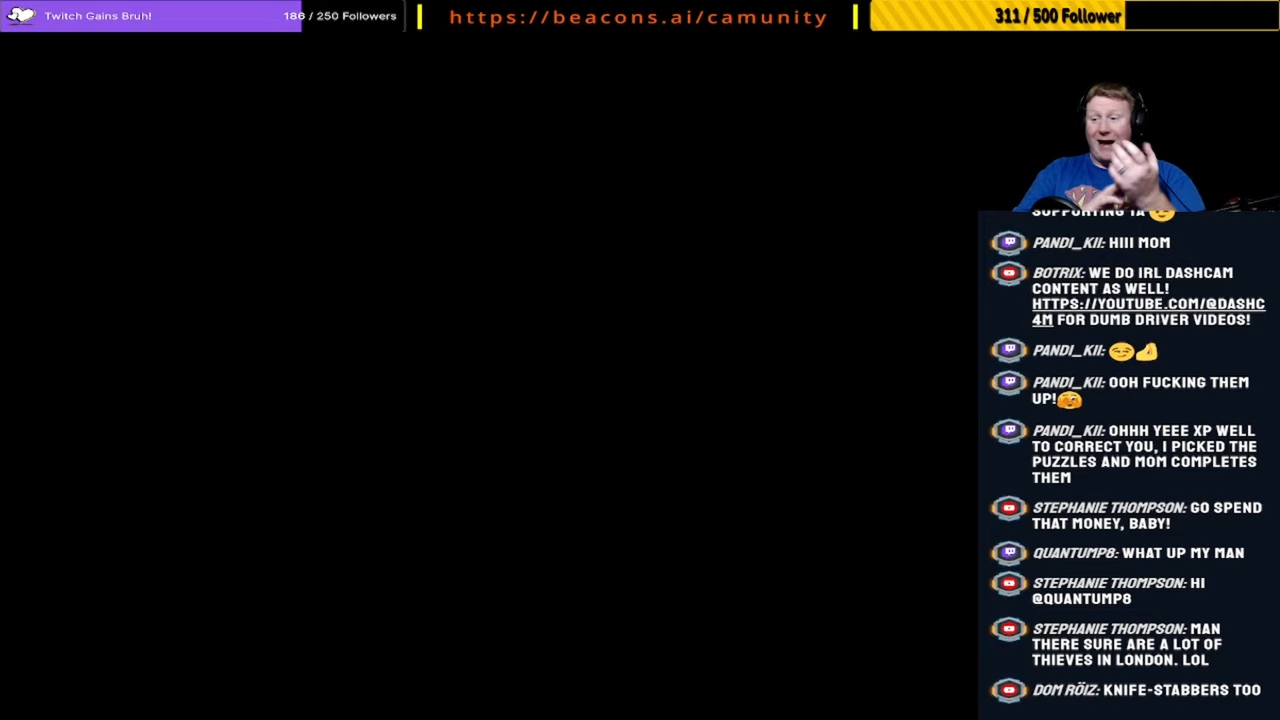 Twitch Gains Bruh!
186 / 250 Followers
https://beacons.ai/camunity
311 / 500 Follower
SUPPORTING YA
PANDI_KII: HIII MOM
BOTRIX: WE DO IRL DASHCAM
CONTENT AS WELL!
HTTPS://YOUTUBE.COM/@DASHC
4M FOR DUMB DRIVER VIDEOS!
PANDI_KII: 😏🫱
PANDI_KII: OOH FUCKING THEM
UP!🫣
PANDI_KII: OHHH YEEE XP WELL
TO CORRECT YOU, I PICKED THE
PUZZLES AND MOM COMPLETES
THEM
STEPHANIE THOMPSON: GO SPEND
THAT MONEY, BABY!
QUANTUMP8: WHAT UP MY MAN
STEPHANIE THOMPSON: HI
@QUANTUMP8
STEPHANIE THOMPSON: MAN
THERE SURE ARE A LOT OF
THIEVES IN LONDON. LOL
DOM RÖIZ: KNIFE-STABBERS TOO